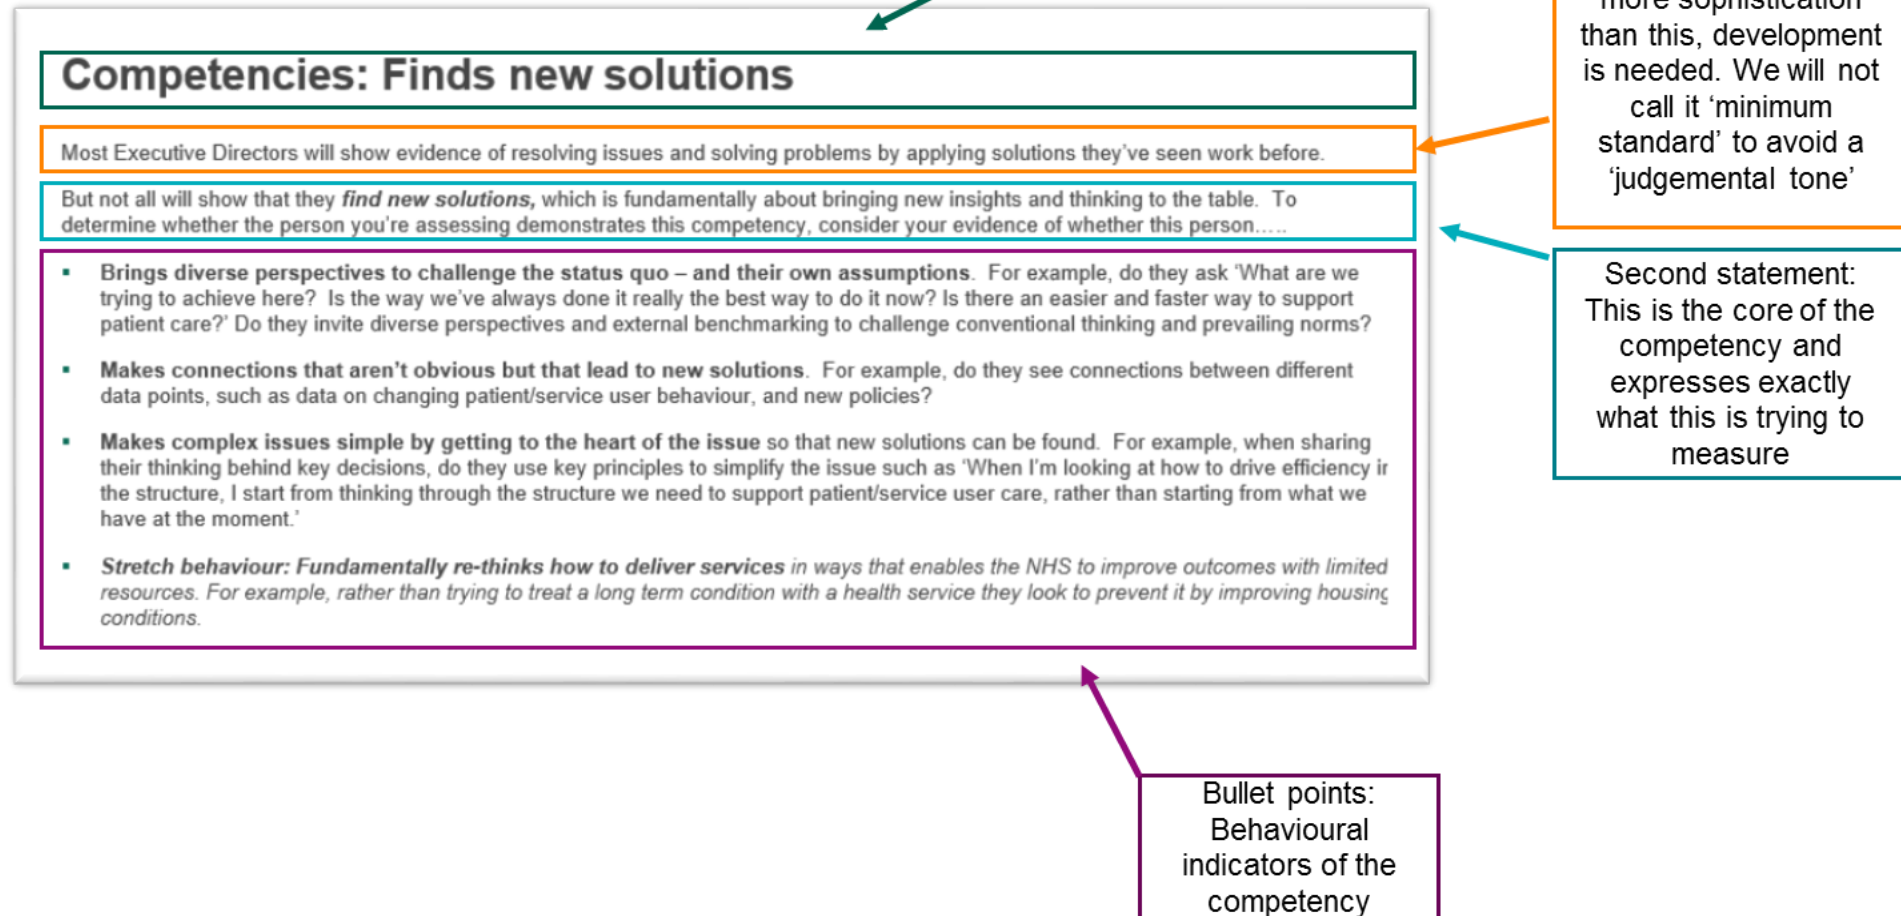 Competencies: Finds new solutions
Most Executive Directors will show evidence of resolving issues and solving problems by applying solutions they've seen work before.
But not all will show that they find new solutions, which is fundamentally about bringing new insights and thinking to the table. To
determine whether the person you're assessing demonstrates this competency, consider your evidence of whether this person…..
▪ Brings diverse perspectives to challenge the status quo – and their own assumptions. For example, do they ask 'What are we
trying to achieve here? Is the way we've always done it really the best way to do it now? Is there an easier and faster way to support
patient care?' Do they invite diverse perspectives and external benchmarking to challenge conventional thinking and prevailing norms?
▪ Makes connections that aren't obvious but that lead to new solutions. For example, do they see connections between different
data points, such as data on changing patient/service user behaviour, and new policies?
▪ Makes complex issues simple by getting to the heart of the issue so that new solutions can be found. For example, when sharing
their thinking behind key decisions, do they use key principles to simplify the issue such as 'When I'm looking at how to drive efficiency in
the structure, I start from thinking through the structure we need to support patient/service user care, rather than starting from what we
have at the moment.'
▪ Stretch behaviour: Fundamentally re-thinks how to deliver services in ways that enables the NHS to improve outcomes with limited
resources. For example, rather than trying to treat a long term condition with a health service they look to prevent it by improving housing
conditions.
more sophistication
than this, development
is needed. We will not
call it 'minimum
standard' to avoid a
'judgemental tone'
Second statement:
This is the core of the
competency and
expresses exactly
what this is trying to
measure
Bullet points:
Behavioural
indicators of the
competency